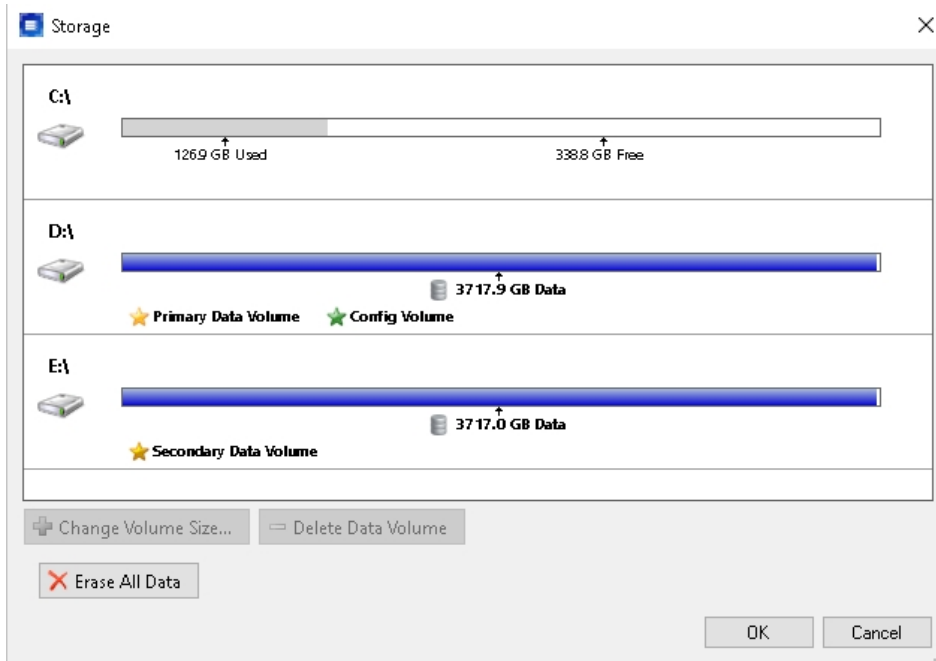 Storage
C:\
126.9 GB Used
338.8 GB Free
D:\
3717.9 GB Data
Primary Data Volume
Config Volume
E:\
3717.0 GB Data
Secondary Data Volume
Change Volume Size...
Delete Data Volume
Erase All Data
OK
Cancel